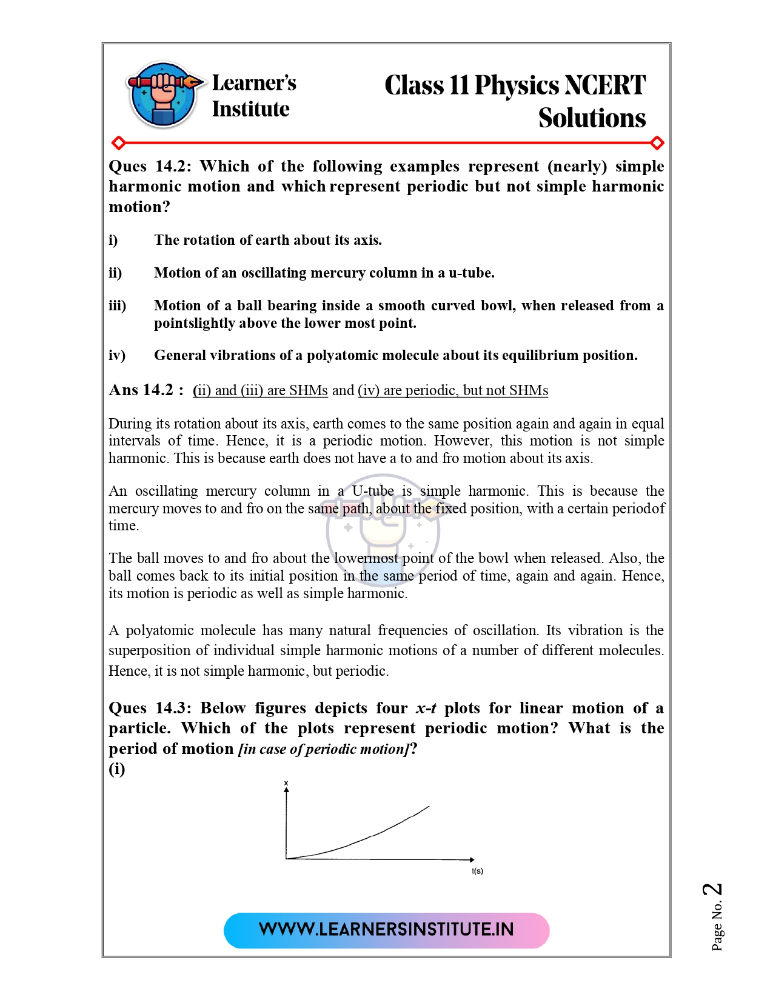 Learner's
Institute
Class 11 Physics NCERT
Solutions
Ques 14.2: Which of the following examples represent (nearly) simple
harmonic motion and which represent periodic but not simple harmonic
motion?
i) The rotation of earth about its axis.
ii) Motion of an oscillating mercury column in a u-tube.
iii) Motion of a ball bearing inside a smooth curved bowl, when released from a
pointslightly above the lower most point.
iv) General vibrations of a polyatomic molecule about its equilibrium position.
Ans 14.2 : (ii) and (iii) are SHMs and (iv) are periodic, but not SHMs
During its rotation about its axis, earth comes to the same position again and again in equal
intervals of time. Hence, it is a periodic motion. However, this motion is not simple
harmonic. This is because earth does not have a to and fro motion about its axis.
An oscillating mercury column in a U-tube is simple harmonic. This is because the
mercury moves to and fro on the same path, about the fixed position, with a certain periodof
time.
The ball moves to and fro about the lowermost point of the bowl when released. Also, the
ball comes back to its initial position in the same period of time, again and again. Hence,
its motion is periodic as well as simple harmonic.
A polyatomic molecule has many natural frequencies of oscillation. Its vibration is the
superposition of individual simple harmonic motions of a number of different molecules.
Hence, it is not simple harmonic, but periodic.
Ques 14.3: Below figures depicts four x-t plots for linear motion of a
particle. Which of the plots represent periodic motion? What is the
period of motion [in case of periodic motion]?
(i)
x
t(s)
WWW.LEARNERSINSTITUTE.IN
Page No. 2